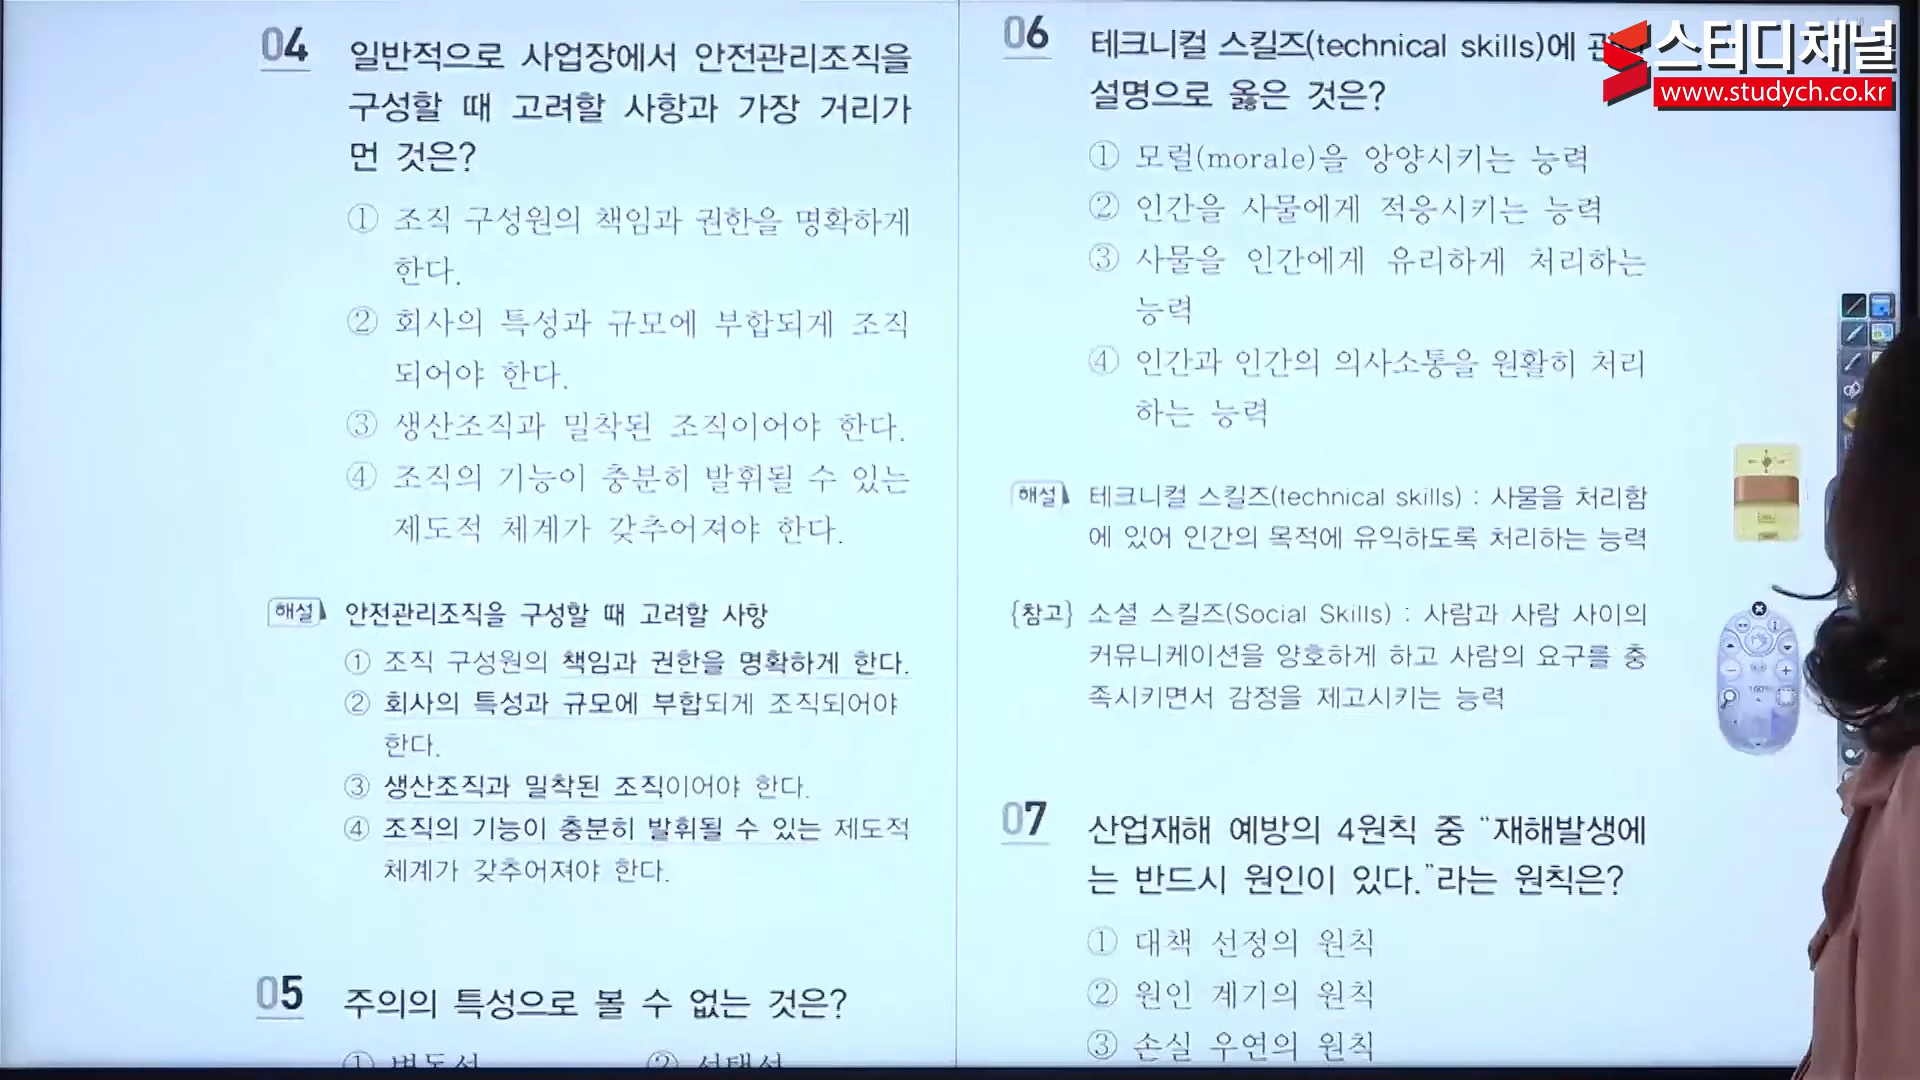 04 일반적으로 사업장에서 안전관리조직을
구성할 때 고려할 사항과 가장 거리가
먼 것은?
① 조직 구성원의 책임과 권한을 명확하게
한다.
② 회사의 특성과 규모에 부합되게 조직
되어야 한다.
③ 생산조직과 밀착된 조직이어야 한다.
④ 조직의 기능이 충분히 발휘될 수 있는
제도적 체계가 갖추어져야 한다.
해설 안전관리조직을 구성할 때 고려할 사항
① 조직 구성원의 책임과 권한을 명확하게 한다.
② 회사의 특성과 규모에 부합되게 조직되어야
한다.
③ 생산조직과 밀착된 조직이어야 한다.
④ 조직의 기능이 충분히 발휘될 수 있는 제도적
체계가 갖추어져야 한다.
05 주의의 특성으로 볼 수 없는 것은?
06 테크니컬 스킬즈(technical skills)에
설명으로 옳은 것은?
① 모럴(morale)을 앙양시키는 능력
② 인간을 사물에게 적응시키는 능력
③ 사물을 인간에게 유리하게 처리하는
능력
④ 인간과 인간의 의사소통을 원활히 처리
하는 능력
해설 테크니컬 스킬즈(technical skills) : 사물을 처리함
에 있어 인간의 목적에 유익하도록 처리하는 능력
{참고} 소셜 스킬즈(Social Skills) : 사람과 사람 사이의
커뮤니케이션을 양호하게 하고 사람의 요구를 충
족시키면서 감정을 제고시키는 능력
07 산업재해 예방의 4원칙 중 "재해발생에
는 반드시 원인이 있다."라는 원칙은?
① 대책 선정의 원칙
② 원인 계기의 원칙
③ 손실 우연의 원칙
스터디채널
www.studych.co.kr